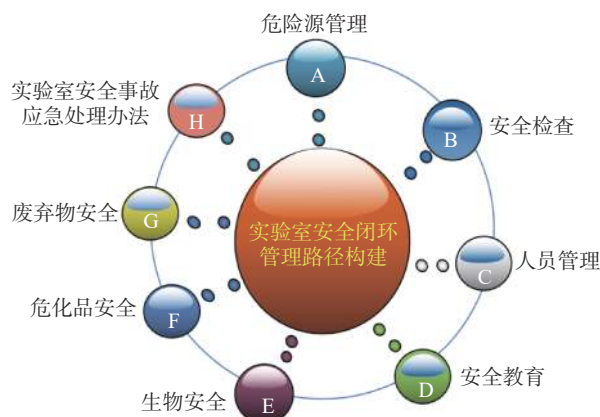 危险源管理
A
实验室安全事故
应急处理办法
H
B
安全检查
废弃物安全
G
实验室安全闭环
管理路径构建
C
人员管理
危化品安全
F
D
安全教育
生物安全
E